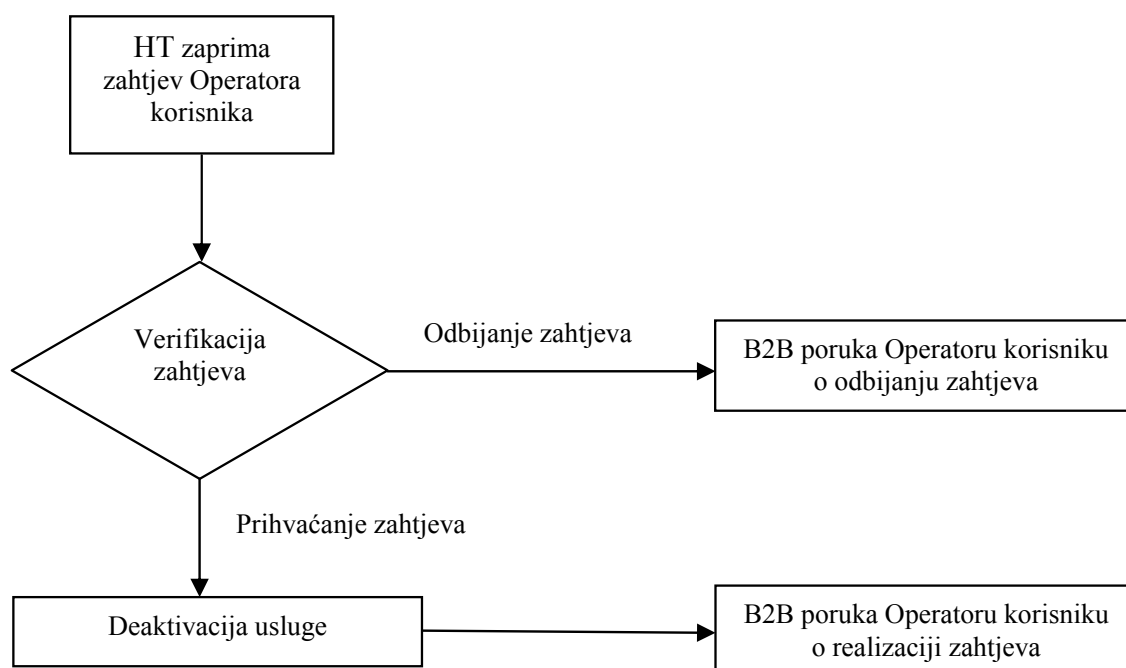 HT zaprima
zahtjev Operatora
korisnika
Verifikacija
zahtjeva
Odbijanje zahtjeva
B2B poruka Operatoru korisniku
o odbijanju zahtjeva
Prihvaćanje zahtjeva
Deaktivacija usluge
B2B poruka Operatoru korisniku
o realizaciji zahtjeva